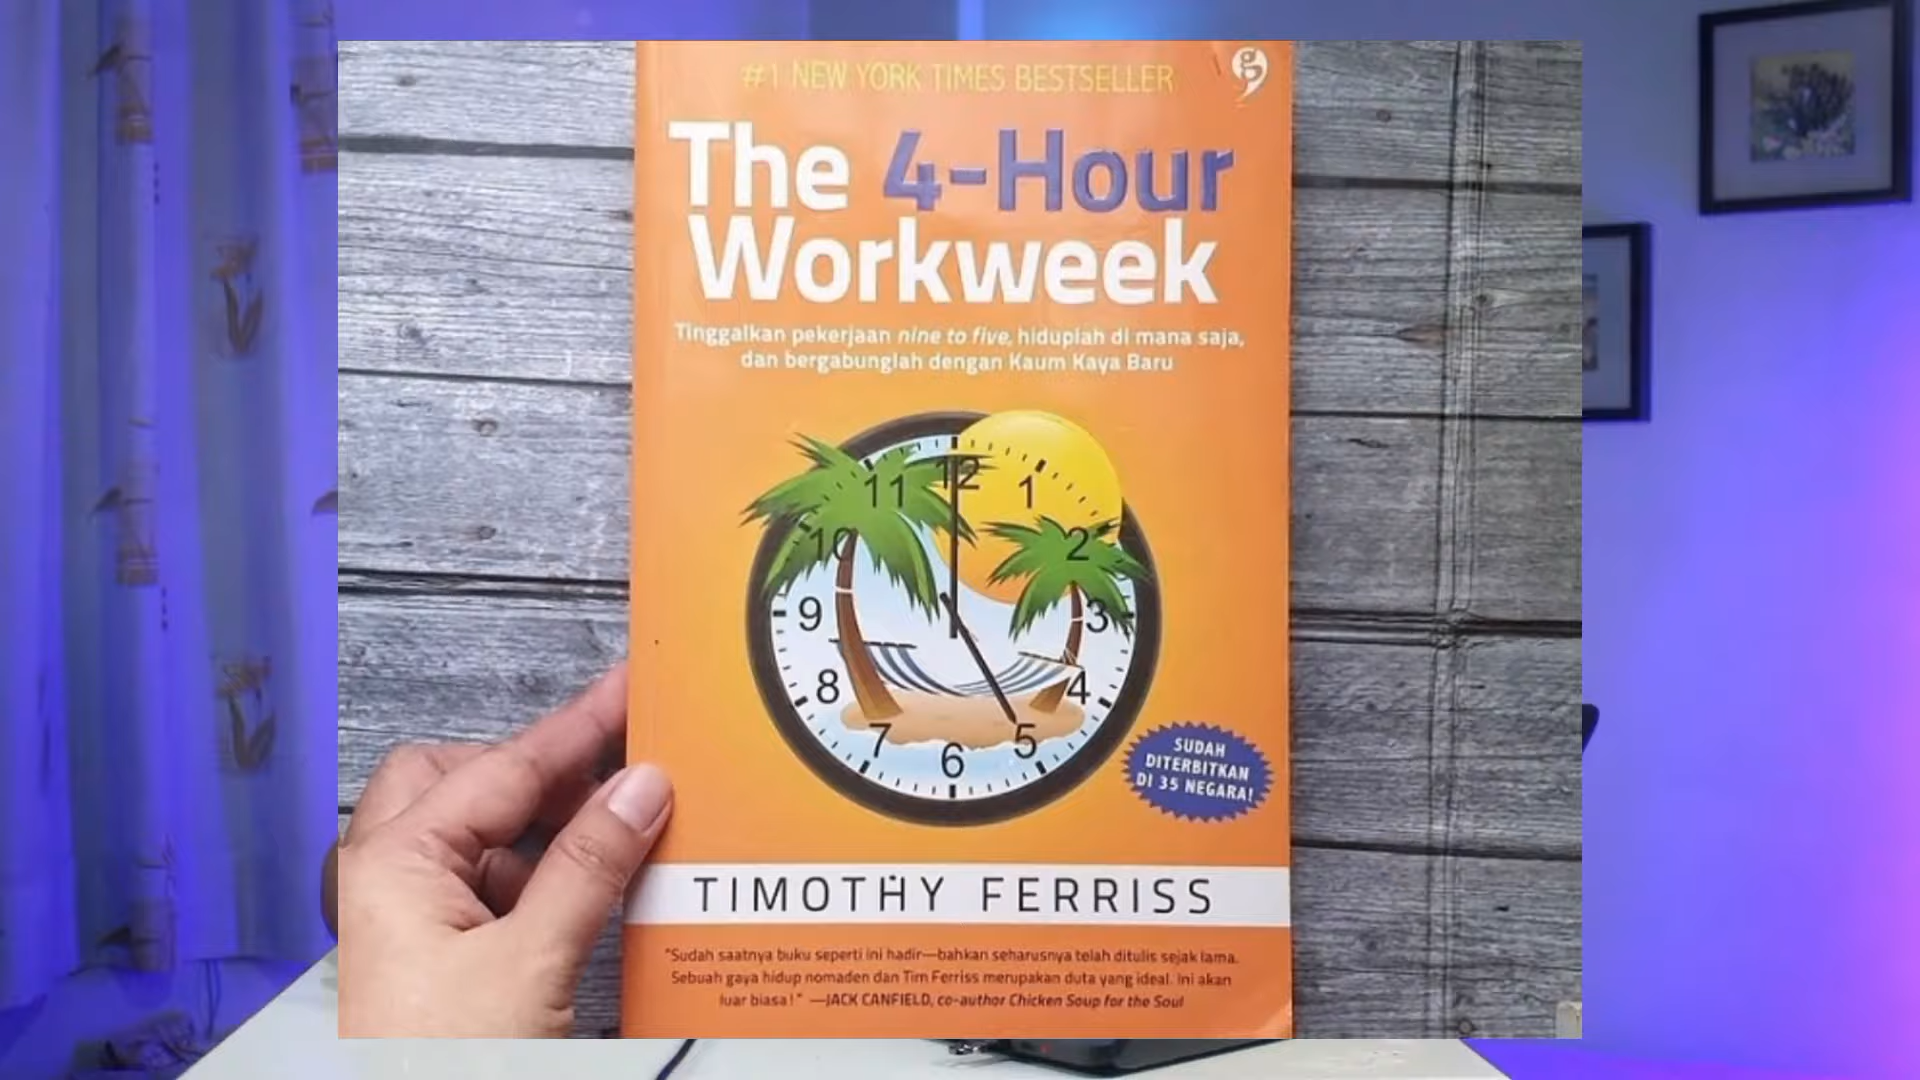 #1 NEW YORK TIMES BESTSELLER
The 4-Hour
Workweek
Tinggalkan pekerjaan nine to five, hiduplah di mana saja,
dan bergabunglah dengan Kaum Kaya Baru
12
11
1
10
2
9
3
8
4
7
5
6
SUDAH
DITERBITKAN
DI 35 NEGARA!
TIMOTHY FERRISS
"Sudah saatnya buku seperti ini hadir—bahkan seharusnya telah ditulis sejak lama.
Sebuah gaya hidup nomaden dan Tim Ferriss merupakan duta yang ideal. Ini akan
luar biasa!" —JACK CANFIELD, co-author Chicken Soup for the Soul